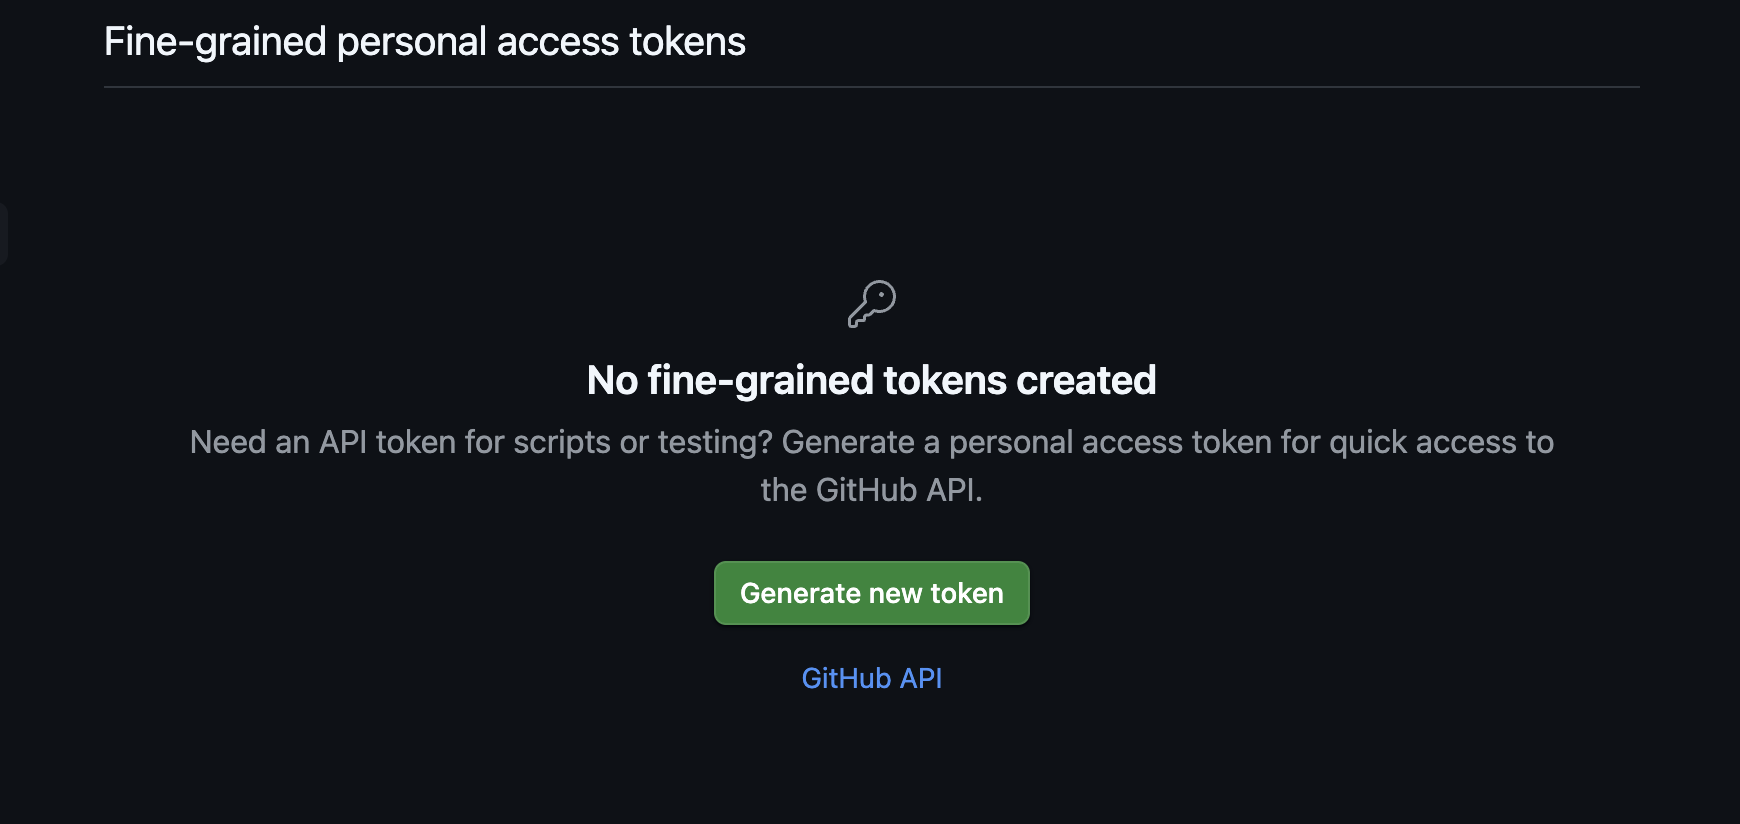 Fine-grained personal access tokens
No fine-grained tokens created
Need an API token for scripts or testing? Generate a personal access token for quick access to
the GitHub API.
Generate new token
GitHub API